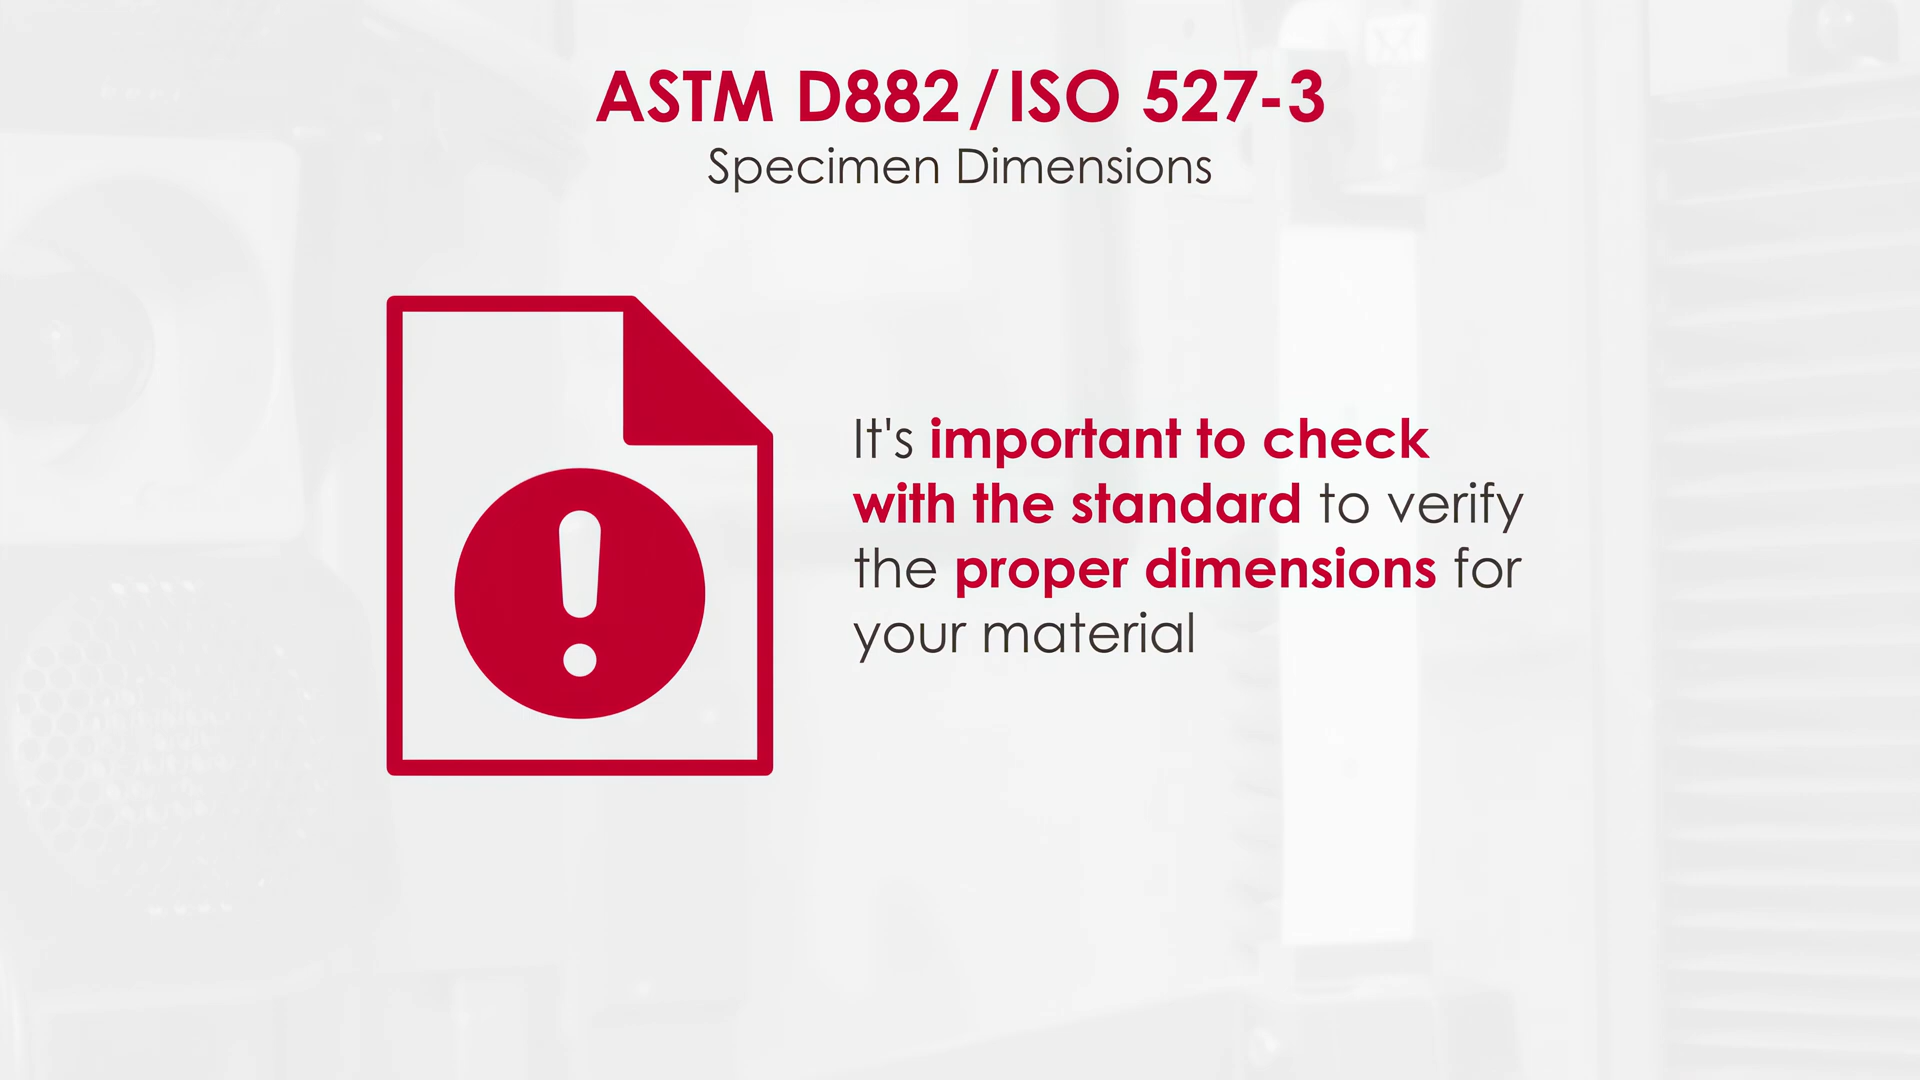 ASTM D882/ISO 527-3
Specimen Dimensions
It's important to check
with the standard to verify
the proper dimensions for
your material